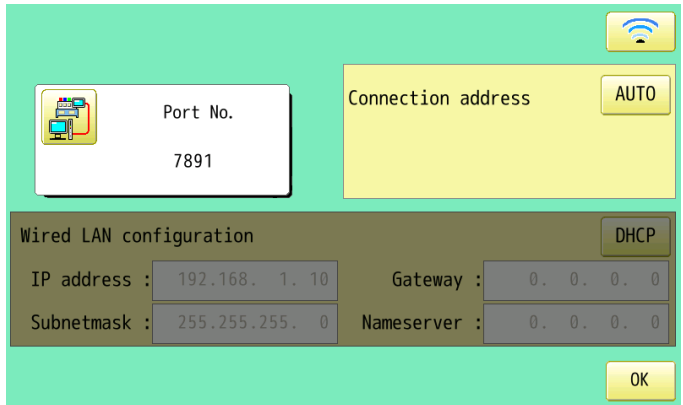 Port No.
7891
Connection address
AUTO
Wired LAN configuration
DHCP
IP address : 192.168. 1. 10
Gateway : 0. 0. 0. 0
Subnetmask : 255.255.255. 0
Nameserver : 0. 0. 0. 0
OK